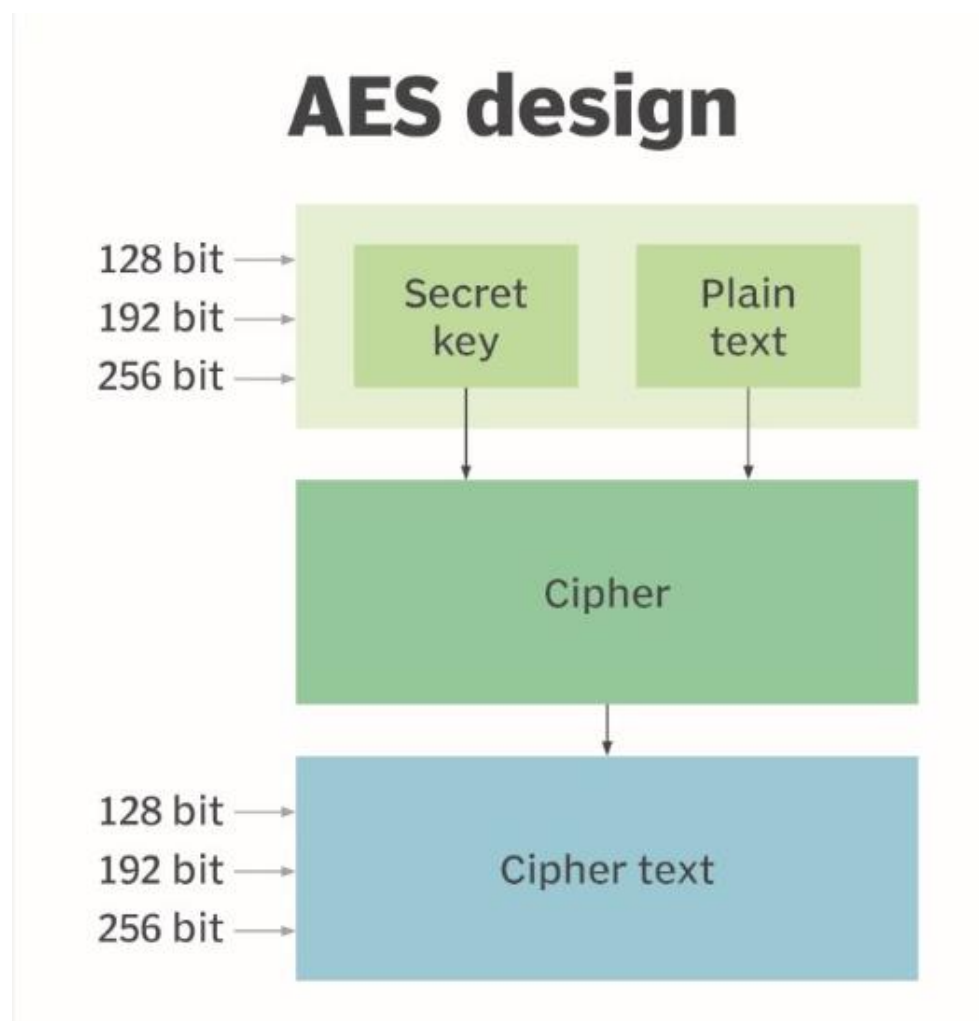 AES design
128 bit
192 bit
256 bit
Secret
key
Plain
text
Cipher
128 bit
192 bit
256 bit
Cipher text